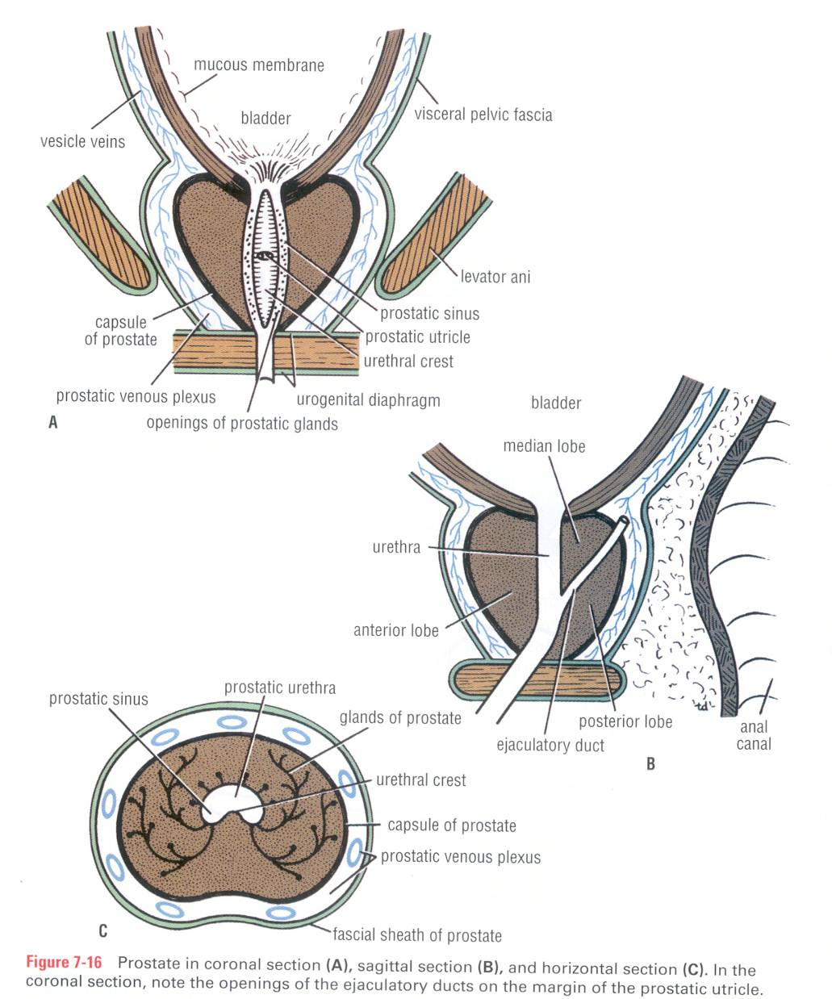 mucous membrane
bladder
visceral pelvic fascia
vesicle veins
levator ani
prostatic sinus
capsule
of prostate
prostatic utricle
urethral crest
prostatic venous plexus
urogenital diaphragm
openings of prostatic glands
A
bladder
median lobe
urethra
anterior lobe
posterior lobe
ejaculatory duct
anal
canal
td
B
prostatic sinus
prostatic urethra
glands of prostate
urethral crest
capsule of prostate
prostatic venous plexus
fascial sheath of prostate
C
Figure 7-16 Prostate in coronal section (A), sagittal section (B), and horizontal section (C). In the
coronal section, note the openings of the ejaculatory ducts on the margin of the prostatic utricle.